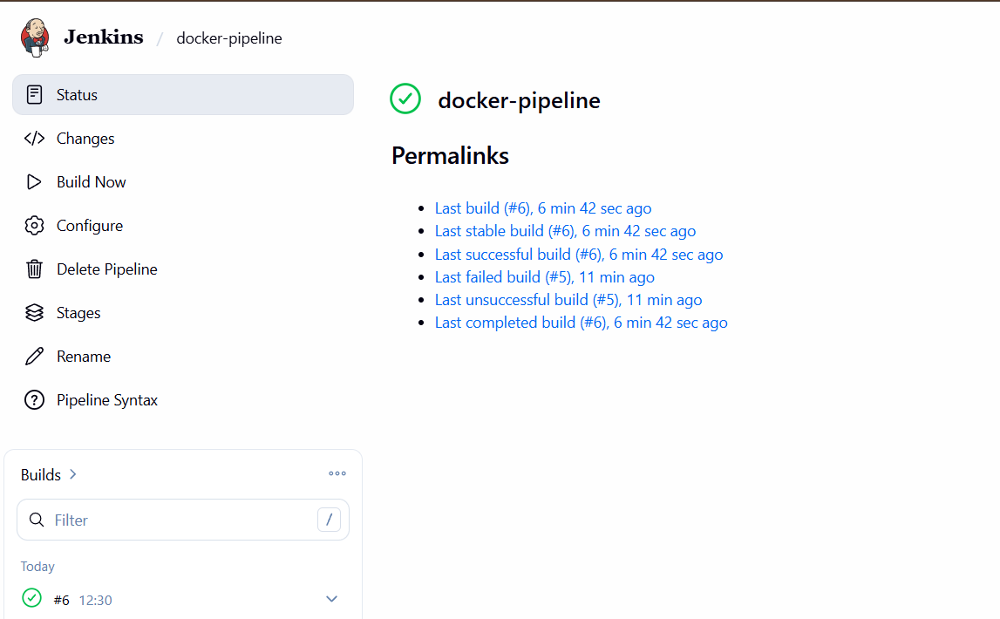 Jenkins / docker-pipeline
Status
Changes
Build Now
Configure
Delete Pipeline
Stages
Rename
Pipeline Syntax
docker-pipeline
Permalinks
Last build (#6), 6 min 42 sec ago
Last stable build (#6), 6 min 42 sec ago
Last successful build (#6), 6 min 42 sec ago
Last failed build (#5), 11 min ago
Last unsuccessful build (#5), 11 min ago
Last completed build (#6), 6 min 42 sec ago
Builds
Filter /
Today
#6 12:30